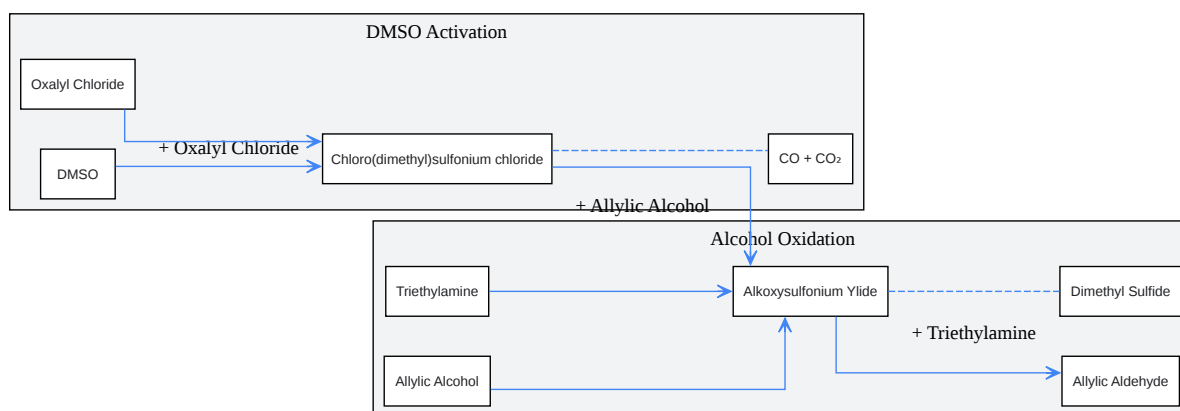 DMSO Activation
Oxalyl Chloride
+ Oxalyl Chloride
DMSO
Chloro(dimethyl)sulfonium chloride
CO + CO₂
+ Allylic Alcohol
Alcohol Oxidation
Triethylamine
Alkoxysulfonium Ylide
Dimethyl Sulfide
+ Triethylamine
Allylic Alcohol
Allylic Aldehyde